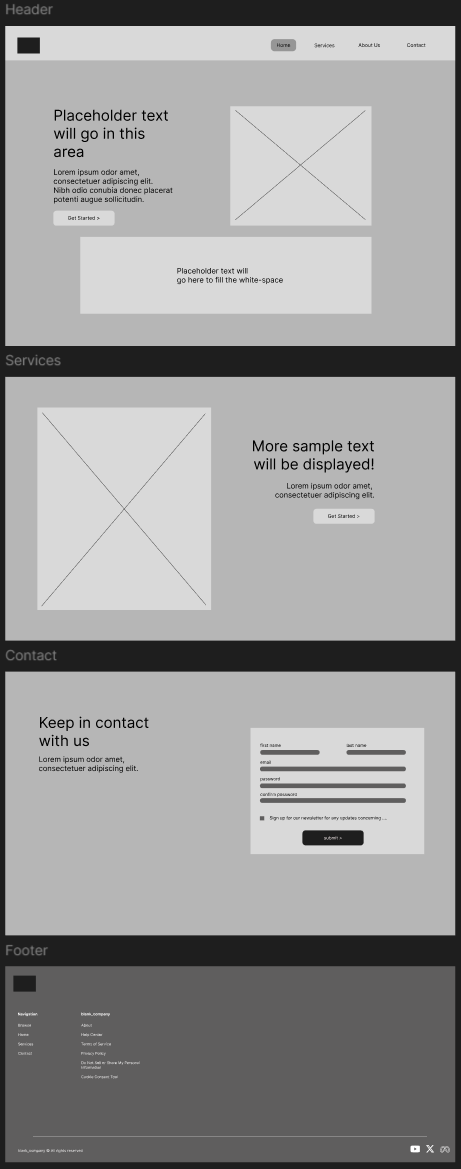 Header
Home
Services
About Us
Contact
Placeholder text
will go in this
area
Lorem ipsum odor amet,
consectetuer adipiscing elit.
Nibh odio conubia donec placerat
potenti augue sollicitudin.
Get Started >
Placeholder text will
go here to fill the white-space
Services
More sample text
will be displayed!
Lorem ipsum odor amet,
consectetuer adipiscing elit.
Get Started >
Contact
Keep in contact
with us
Lorem ipsum odor amet,
consectetuer adipiscing elit.
first name
last name
email
password
confirm password
Sign up for our newsletter for any updates concerning ....
submit >
Footer
Navigation
Browse
Home
Services
Contact
blank_company
About
Help Center
Terms of Service
Privacy Policy
Do Not Sell or Share My Personal
Information
Cookie Consent Tool
blank_company © All rights reserved